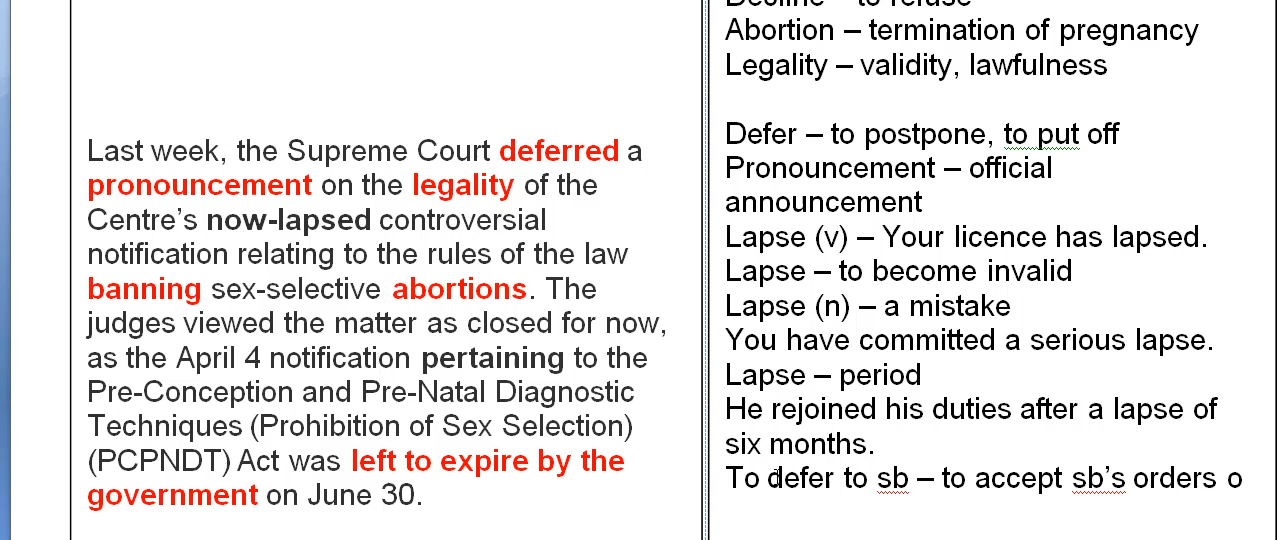 Last week, the Supreme Court deferred a
pronouncement on the legality of the
Centre’s now-lapsed controversial
notification relating to the rules of the law
banning sex-selective abortions. The
judges viewed the matter as closed for now,
as the April 4 notification pertaining to the
Pre-Conception and Pre-Natal Diagnostic
Techniques (Prohibition of Sex Selection)
(PCPNDT) Act was left to expire by the
government on June 30.
Decline – to refuse
Abortion – termination of pregnancy
Legality – validity, lawfulness
Defer – to postpone, to put off
Pronouncement – official
announcement
Lapse (v) – Your licence has lapsed.
Lapse – to become invalid
Lapse (n) – a mistake
You have committed a serious lapse.
Lapse – period
He rejoined his duties after a lapse of
six months.
To defer to sb – to accept sb’s orders o